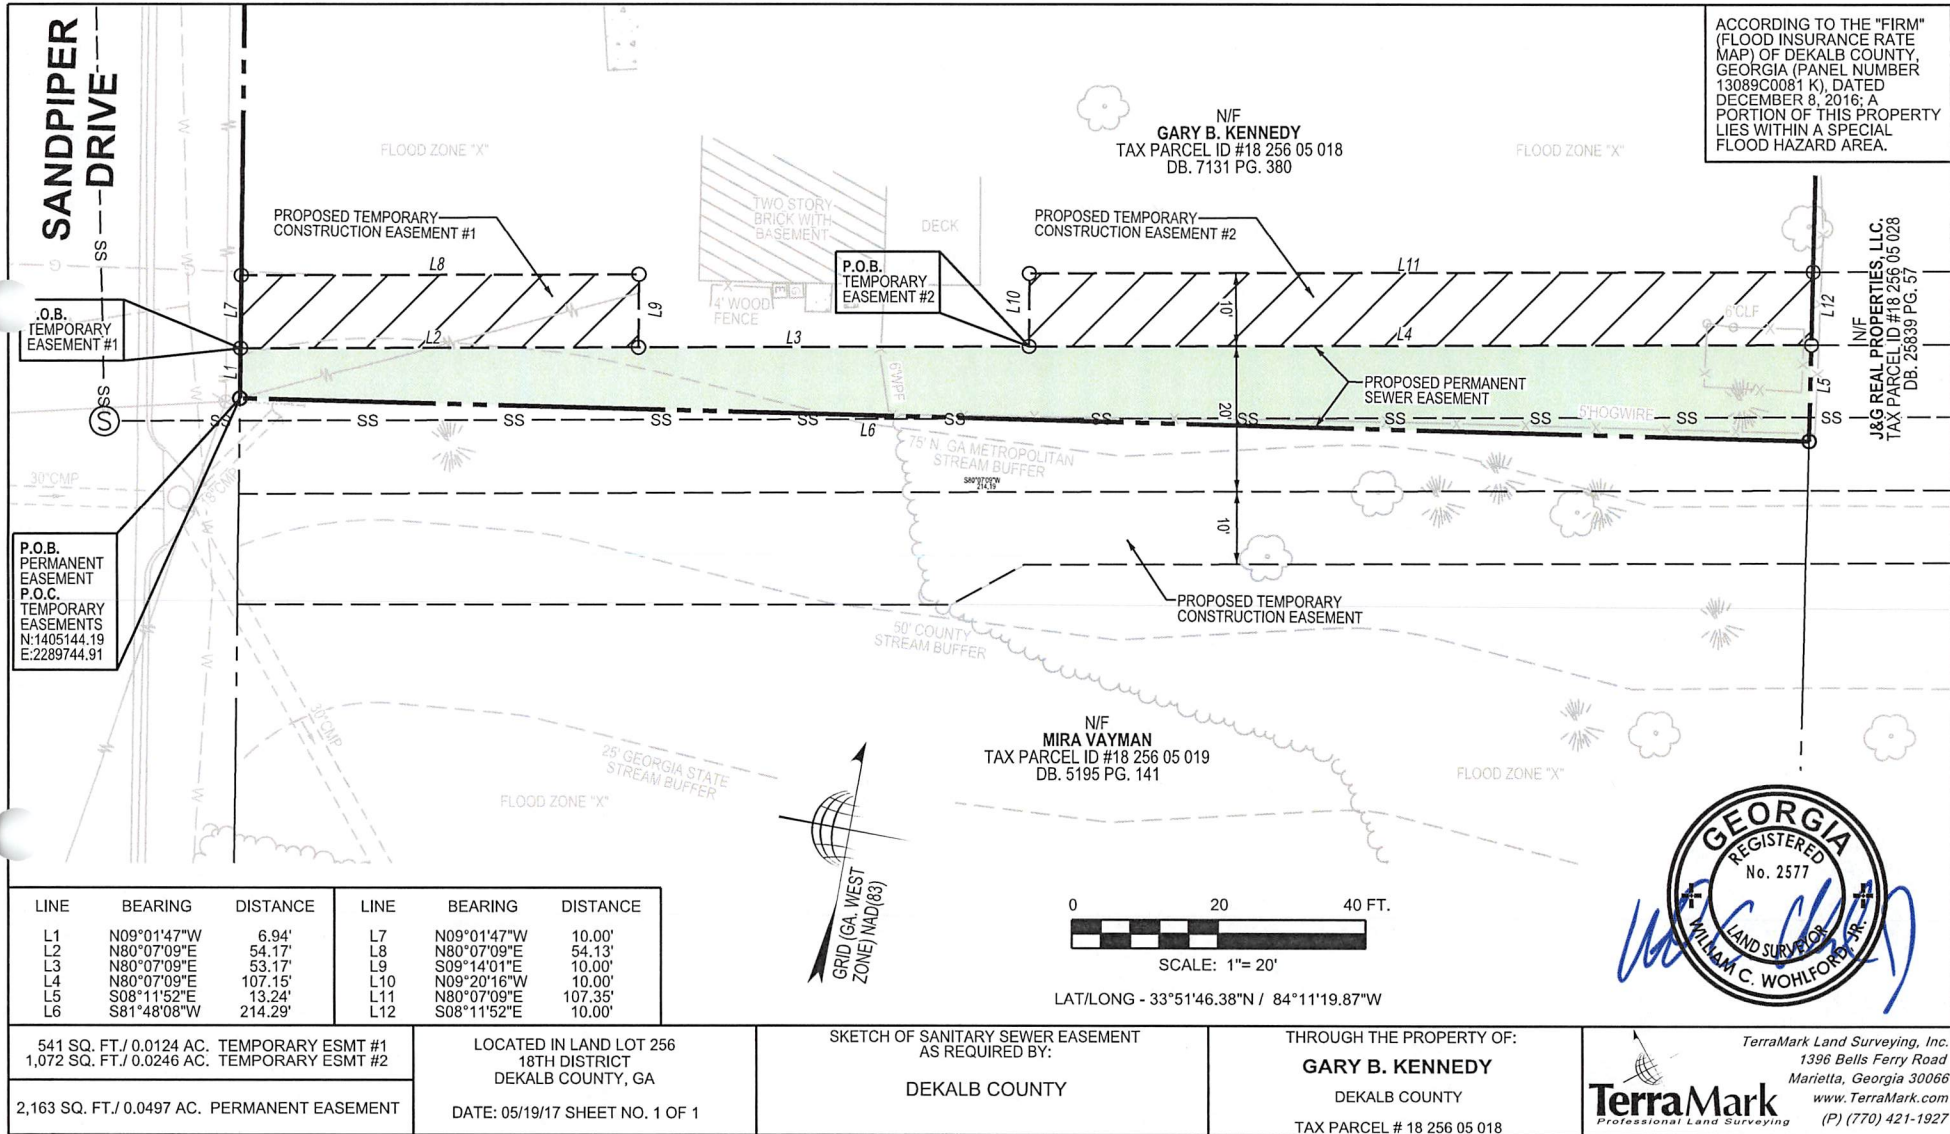 SANDPIPER
DRIVE
ACCORDING TO THE "FIRM"
(FLOOD INSURANCE RATE
MAP) OF DEKALB COUNTY,
GEORGIA (PANEL NUMBER
13089C0081 K), DATED
DECEMBER 8, 2016; A
PORTION OF THIS PROPERTY
LIES WITHIN A SPECIAL
FLOOD HAZARD AREA.
N/F
GARY B. KENNEDY
TAX PARCEL ID #18 256 05 018
DB. 7131 PG. 380
FLOOD ZONE "X"
FLOOD ZONE "X"
TWO STORY
BRICK WITH
BASEMENT
DECK
PROPOSED TEMPORARY
CONSTRUCTION EASEMENT #1
PROPOSED TEMPORARY
CONSTRUCTION EASEMENT #2
P.O.B.
TEMPORARY
EASEMENT #2
.O.B.
TEMPORARY
EASEMENT #1
4' WOOD
FENCE
L8
L11
L7
L9
L10
L12
L2
L3
L4
L1
L5
L6
10'
20'
10'
6'CLF
6'WPF
5'HOGWIRE
N/F
J&G REAL PROPERTIES, LLC.
TAX PARCEL ID #18 256 05 028
DB. 25839 PG. 57
PROPOSED PERMANENT
SEWER EASEMENT
SS SS SS SS SS SS SS SS SS SS SS SS
SS
SS
S
75' N. GA METROPOLITAN
STREAM BUFFER
S80°07'09"W
214.19
30"CMP
18"CMP
30"CMP
P.O.B.
PERMANENT
EASEMENT
P.O.C.
TEMPORARY
EASEMENTS
N:1405144.19
E:2289744.91
PROPOSED TEMPORARY
CONSTRUCTION EASEMENT
50' COUNTY
STREAM BUFFER
N/F
MIRA VAYMAN
TAX PARCEL ID #18 256 05 019
DB. 5195 PG. 141
25' GEORGIA STATE
STREAM BUFFER
FLOOD ZONE "X"
FLOOD ZONE "X"
GRID (GA. WEST
ZONE) NAD(83)
0 20 40 FT.
SCALE: 1"= 20'
LAT/LONG - 33°51'46.38"N / 84°11'19.87"W
GEORGIA
REGISTERED
No. 2577
LAND SURVEYOR
WILLIAM C. WOHLFORD, JR.
LINE BEARING DISTANCE LINE BEARING DISTANCE
L1 N09°01'47"W 6.94' L7 N09°01'47"W 10.00'
L2 N80°07'09"E 54.17' L8 N80°07'09"E 54.13'
L3 N80°07'09"E 53.17' L9 S09°14'01"E 10.00'
L4 N80°07'09"E 107.15' L10 N09°20'16"W 10.00'
L5 S08°11'52"E 13.24' L11 N80°07'09"E 107.35'
L6 S81°48'08"W 214.29' L12 S08°11'52"E 10.00'
541 SQ. FT./ 0.0124 AC. TEMPORARY ESMT #1
1,072 SQ. FT./ 0.0246 AC. TEMPORARY ESMT #2
2,163 SQ. FT./ 0.0497 AC. PERMANENT EASEMENT
LOCATED IN LAND LOT 256
18TH DISTRICT
DEKALB COUNTY, GA
DATE: 05/19/17 SHEET NO. 1 OF 1
SKETCH OF SANITARY SEWER EASEMENT
AS REQUIRED BY:
DEKALB COUNTY
THROUGH THE PROPERTY OF:
GARY B. KENNEDY
DEKALB COUNTY
TAX PARCEL # 18 256 05 018
TerraMark
Professional Land Surveying
TerraMark Land Surveying, Inc.
1396 Bells Ferry Road
Marietta, Georgia 30066
www.TerraMark.com
(P) (770) 421-1927